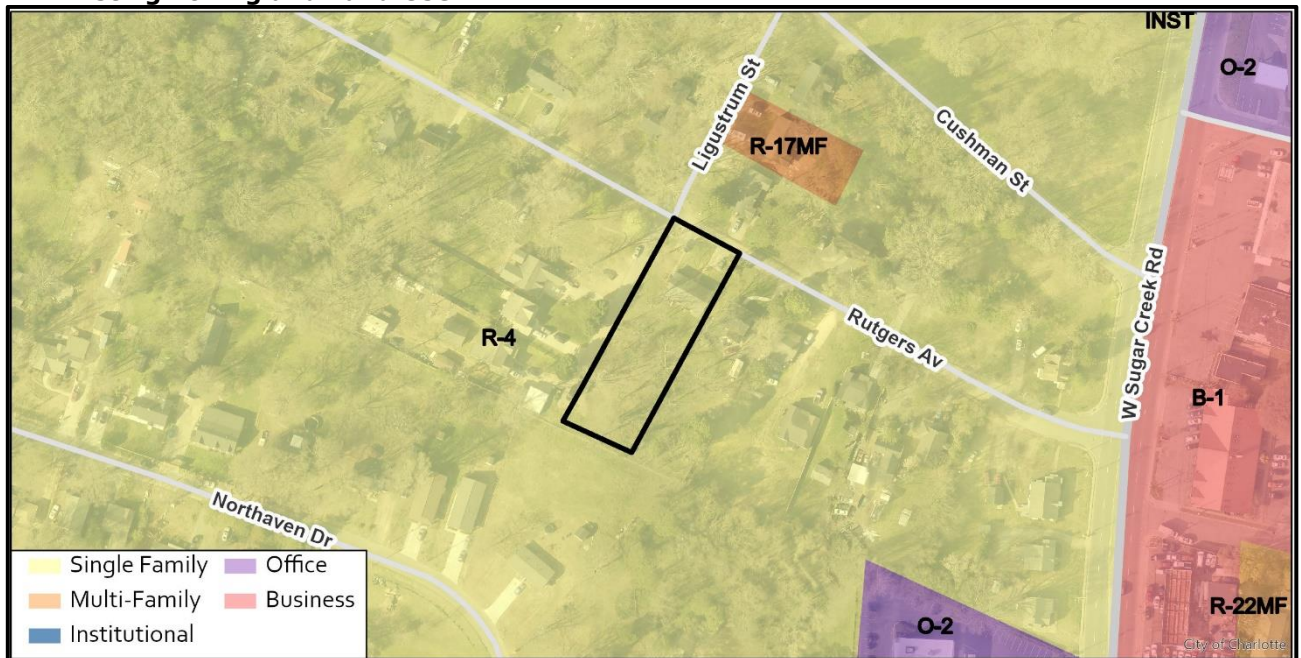 INST
O-2
Ligustrum St
Cushman St
R-17MF
W Sugar Creek Rd
R-4
Rutgers Av
B-1
Northaven Dr
Single Family
Office
Multi-Family
Business
Institutional
O-2
R-22MF
City of Charlotte